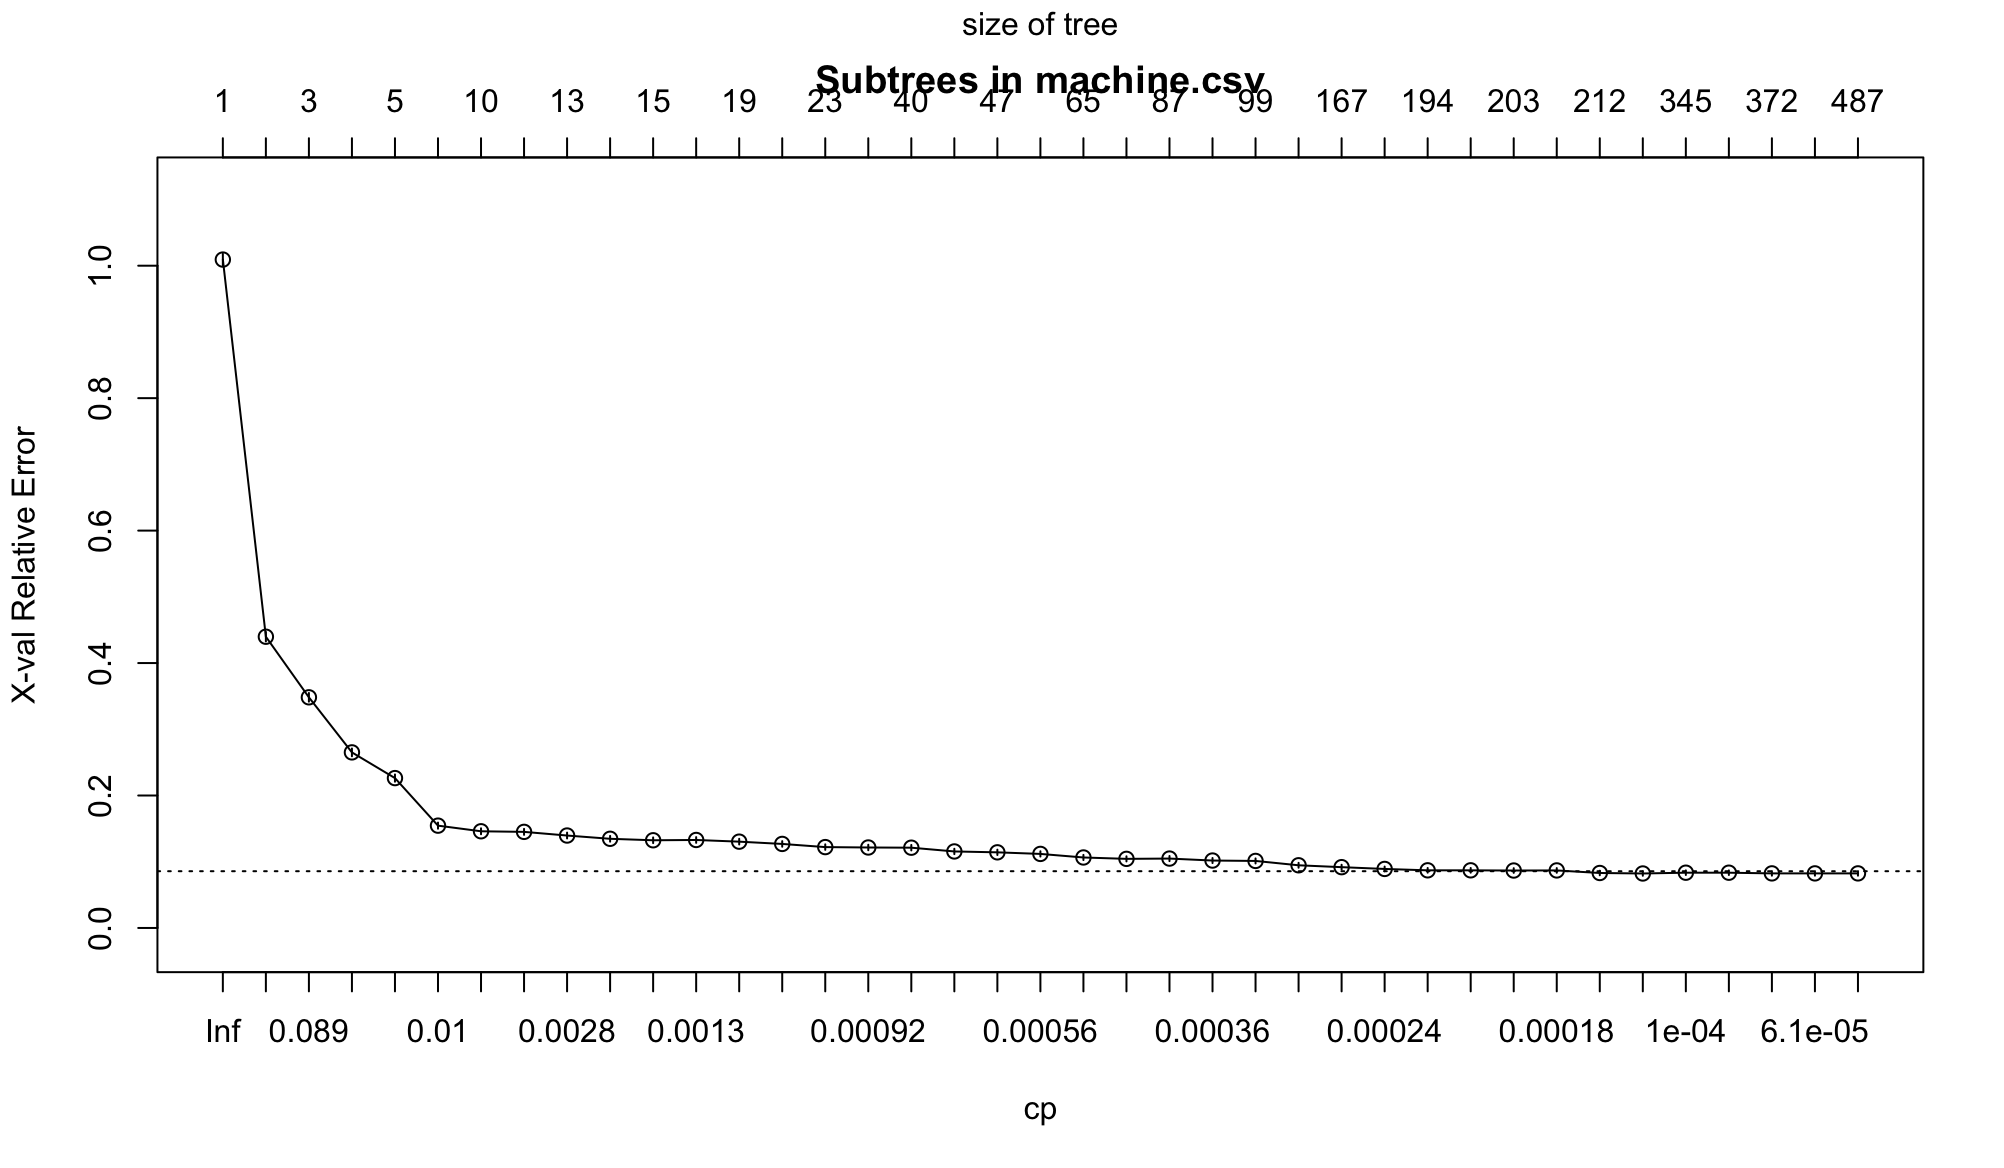 size of tree
Subtrees in machine.csv
1 3 5 10 13 15 19 23 40 47 65 87 99 167 194 203 212 345 372 487
X-val Relative Error
1.0
0.8
0.6
0.4
0.2
0.0
Inf 0.089 0.01 0.0028 0.0013 0.00092 0.00056 0.00036 0.00024 0.00018 1e-04 6.1e-05
cp